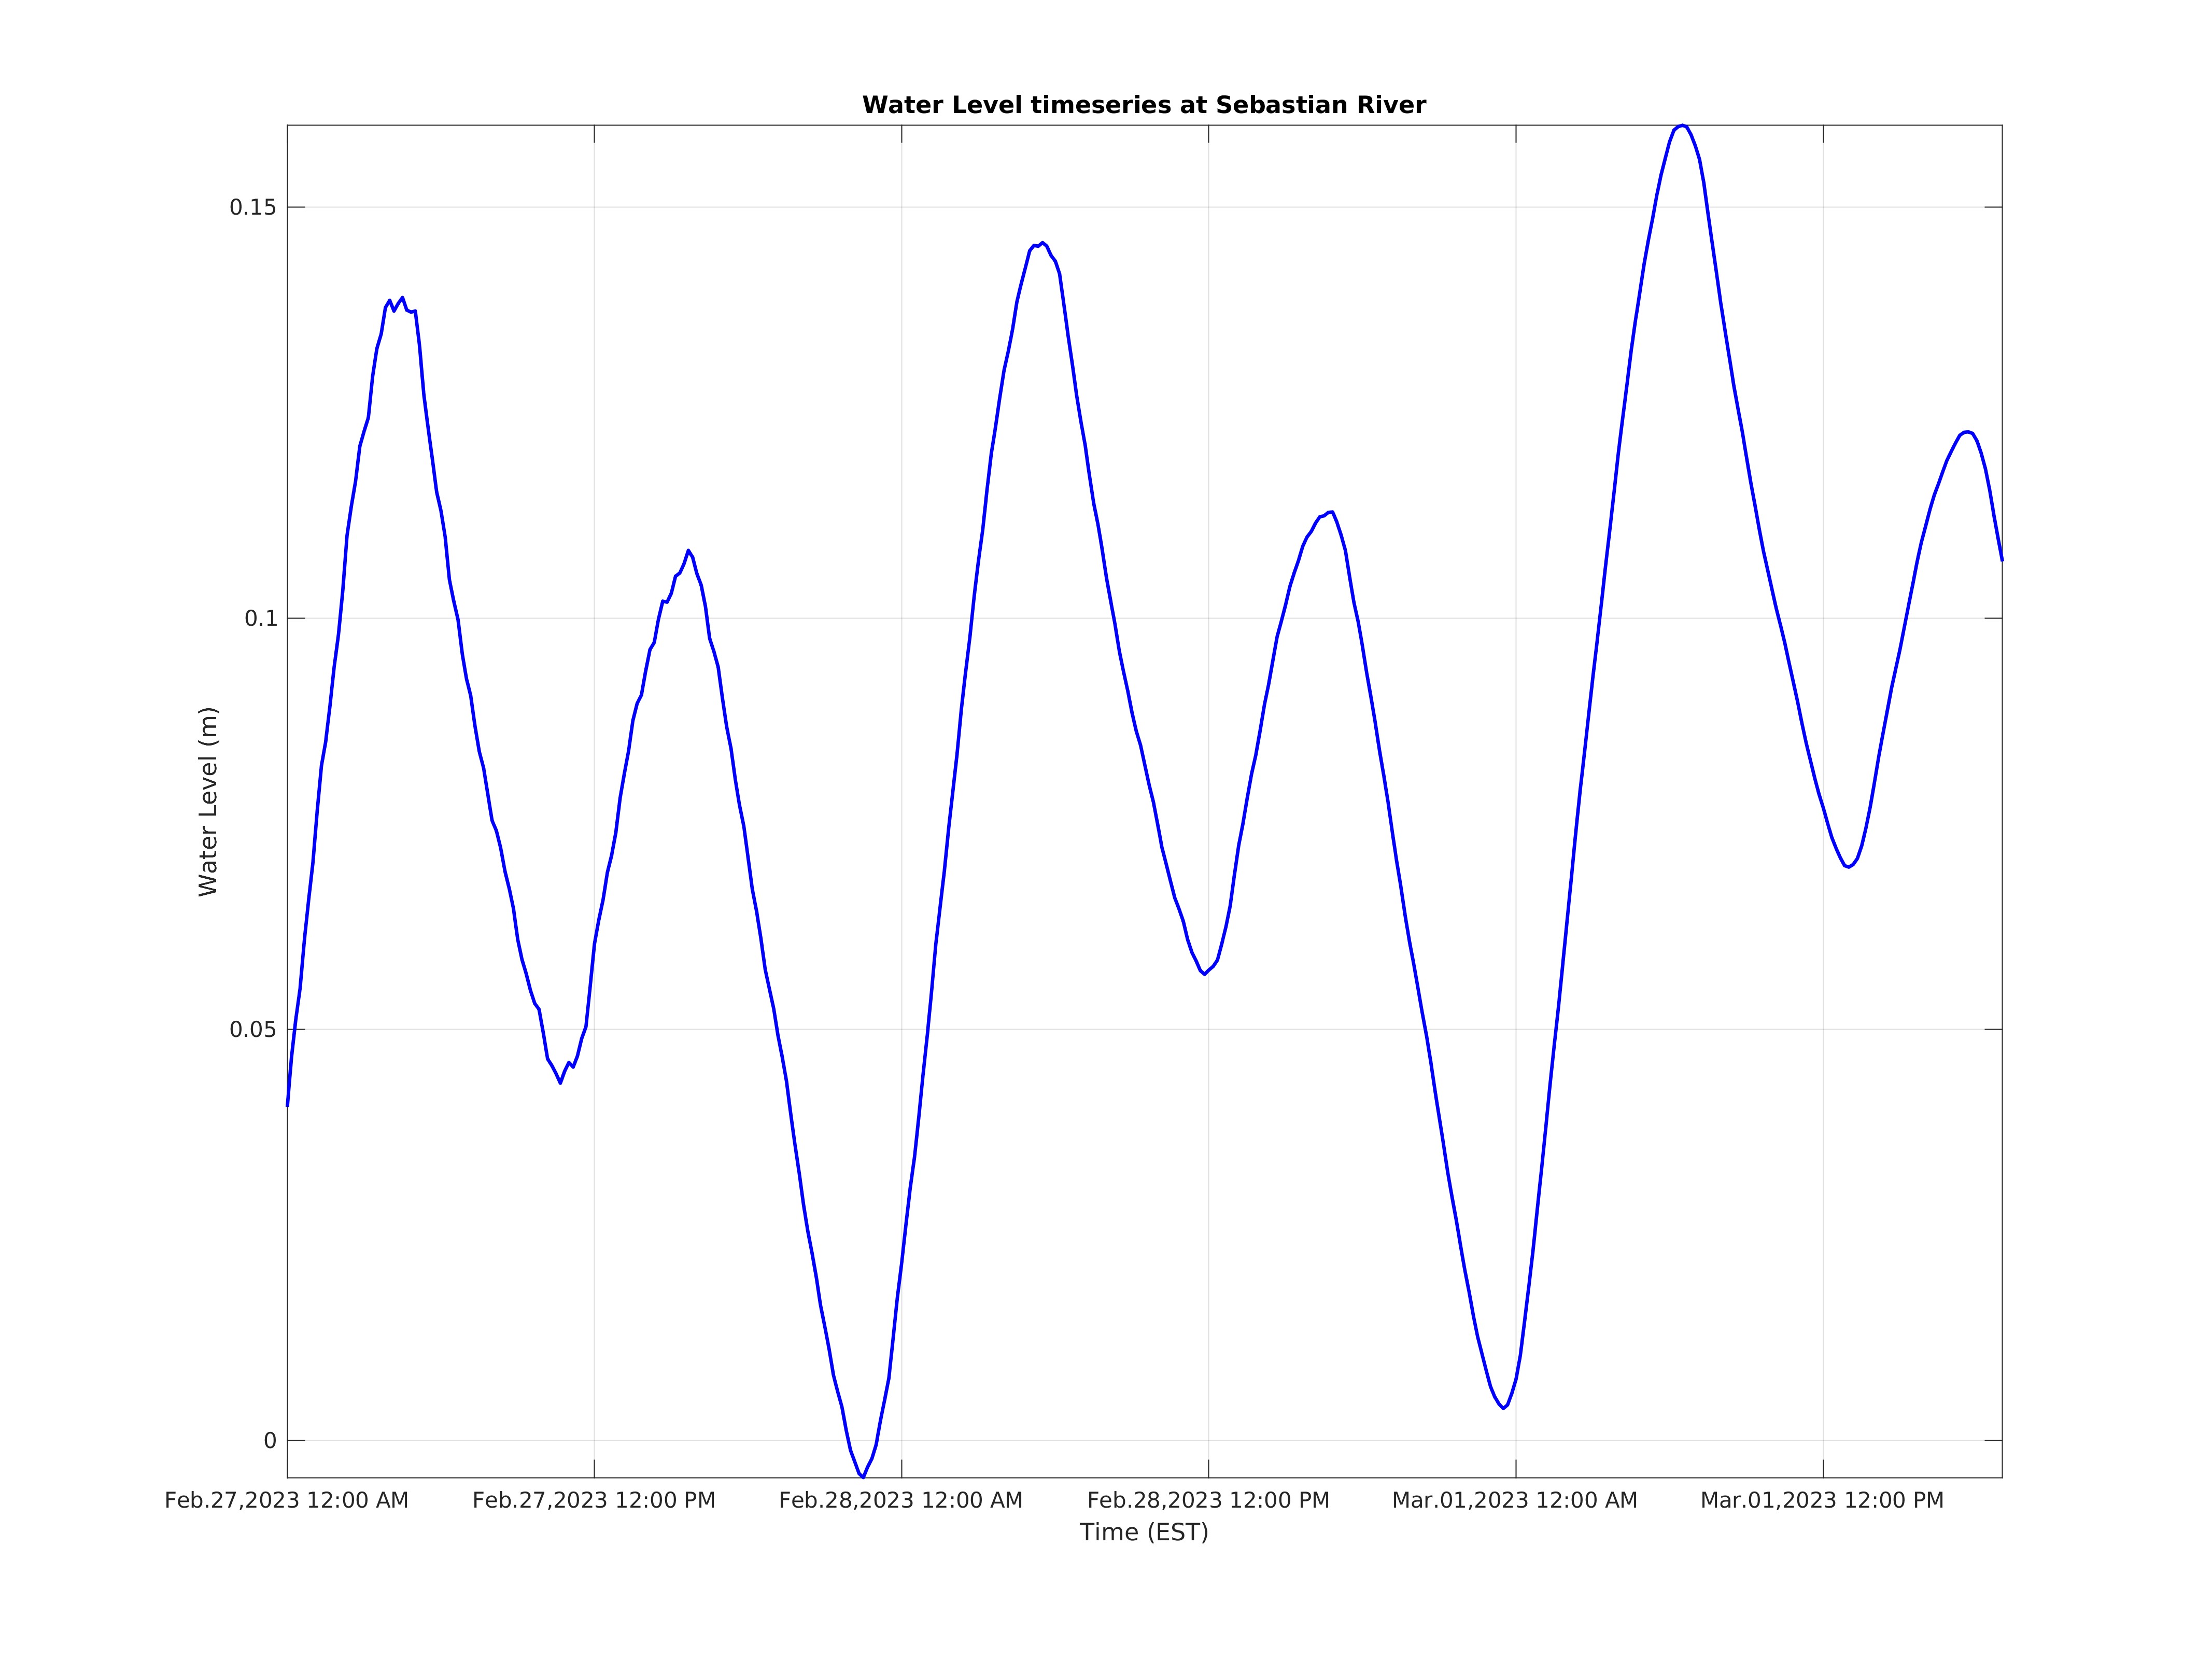 Water Level timeseries at Sebastian River
0.15
0.1
0.05
0
Water Level (m)
Feb.27,2023 12:00 AM
Feb.27,2023 12:00 PM
Feb.28,2023 12:00 AM
Feb.28,2023 12:00 PM
Mar.01,2023 12:00 AM
Mar.01,2023 12:00 PM
Time (EST)